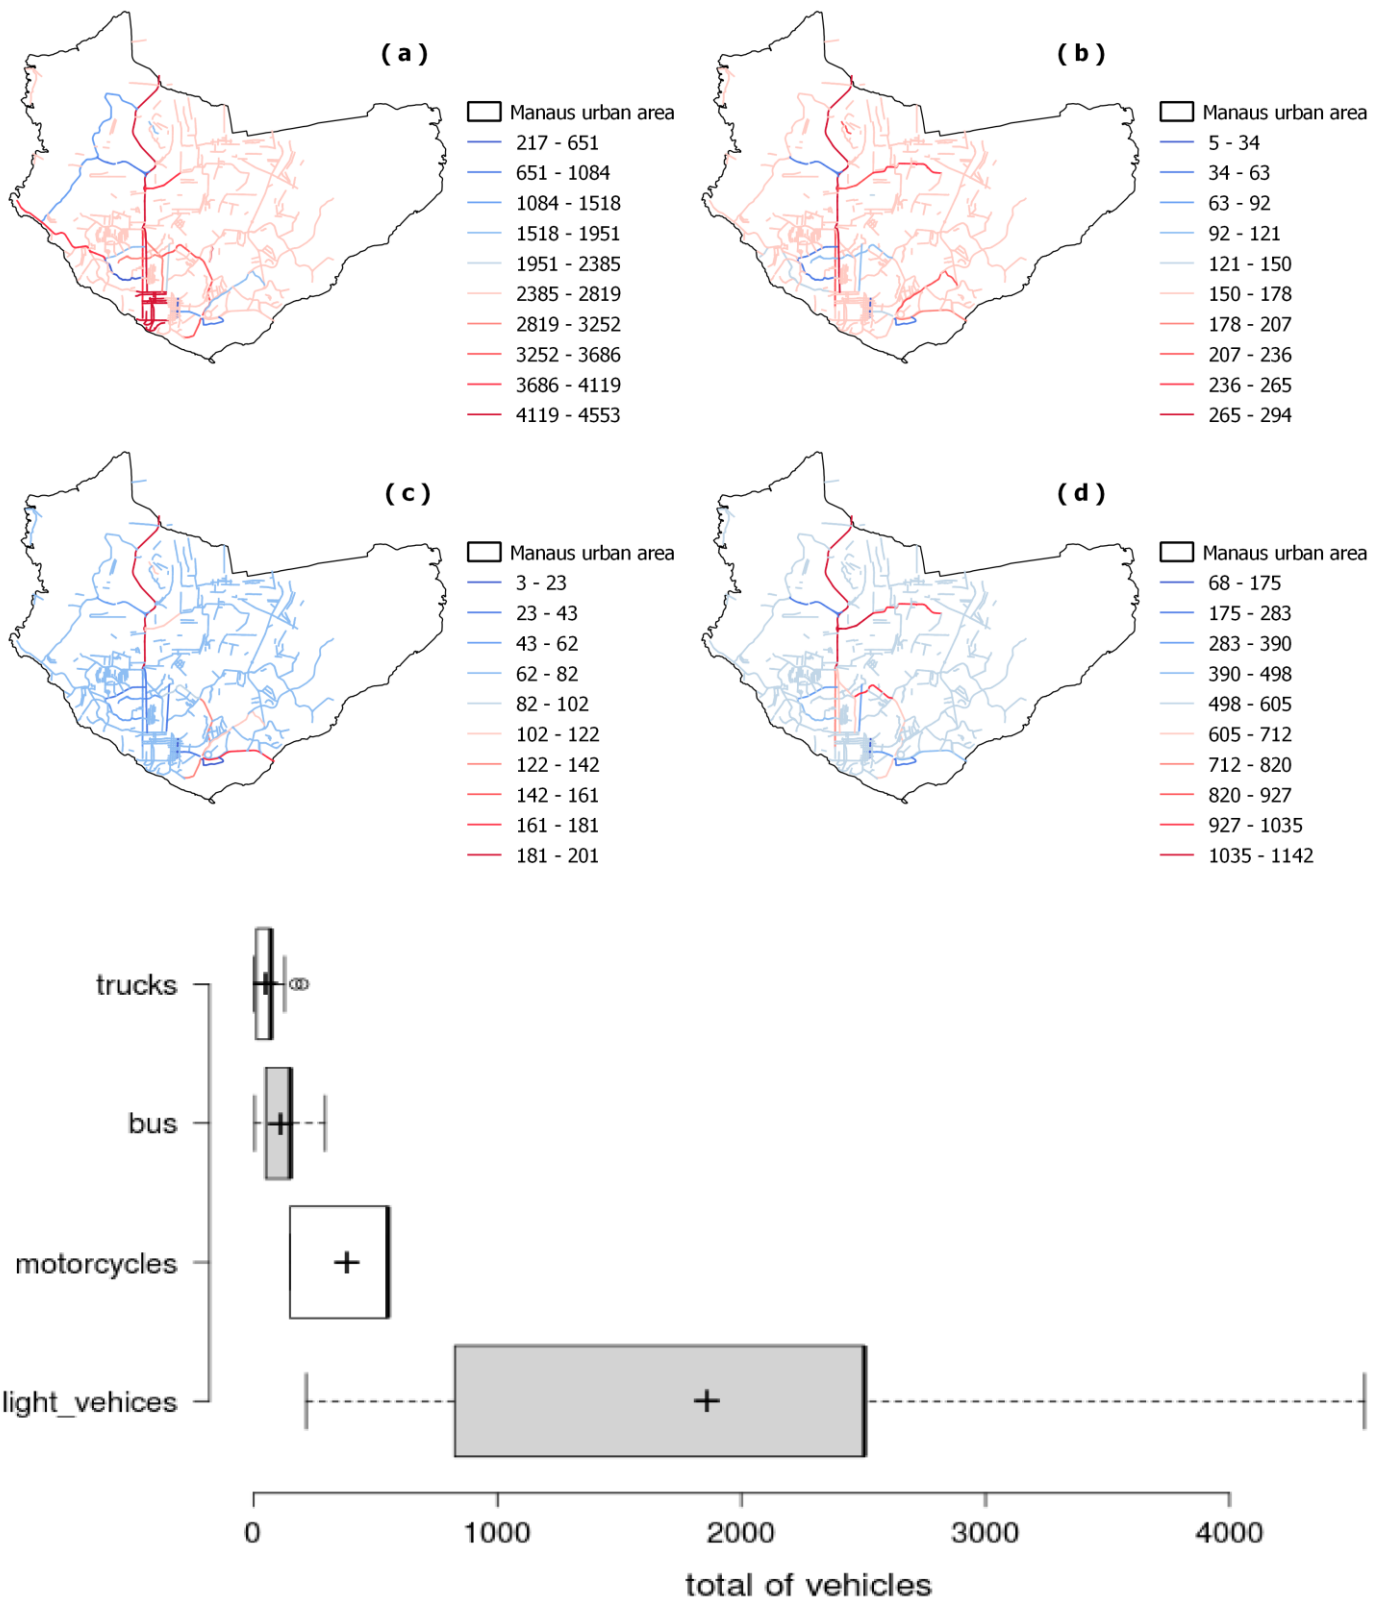 (a)
Manaus urban area
217 - 651
651 - 1084
1084 - 1518
1518 - 1951
1951 - 2385
2385 - 2819
2819 - 3252
3252 - 3686
3686 - 4119
4119 - 4553
(b)
Manaus urban area
5 - 34
34 - 63
63 - 92
92 - 121
121 - 150
150 - 178
178 - 207
207 - 236
236 - 265
265 - 294
(c)
Manaus urban area
3 - 23
23 - 43
43 - 62
62 - 82
82 - 102
102 - 122
122 - 142
142 - 161
161 - 181
181 - 201
(d)
Manaus urban area
68 - 175
175 - 283
283 - 390
390 - 498
498 - 605
605 - 712
712 - 820
820 - 927
927 - 1035
1035 - 1142
trucks
bus
motorcycles
light_vehices
0 1000 2000 3000 4000
total of vehicles